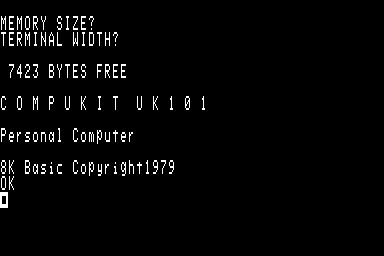 MEMORY SIZE?
TERMINAL WIDTH?
7423 BYTES FREE
C O M P U K I T  U K 1 0 1
Personal Computer
8K Basic Copyright1979
OK